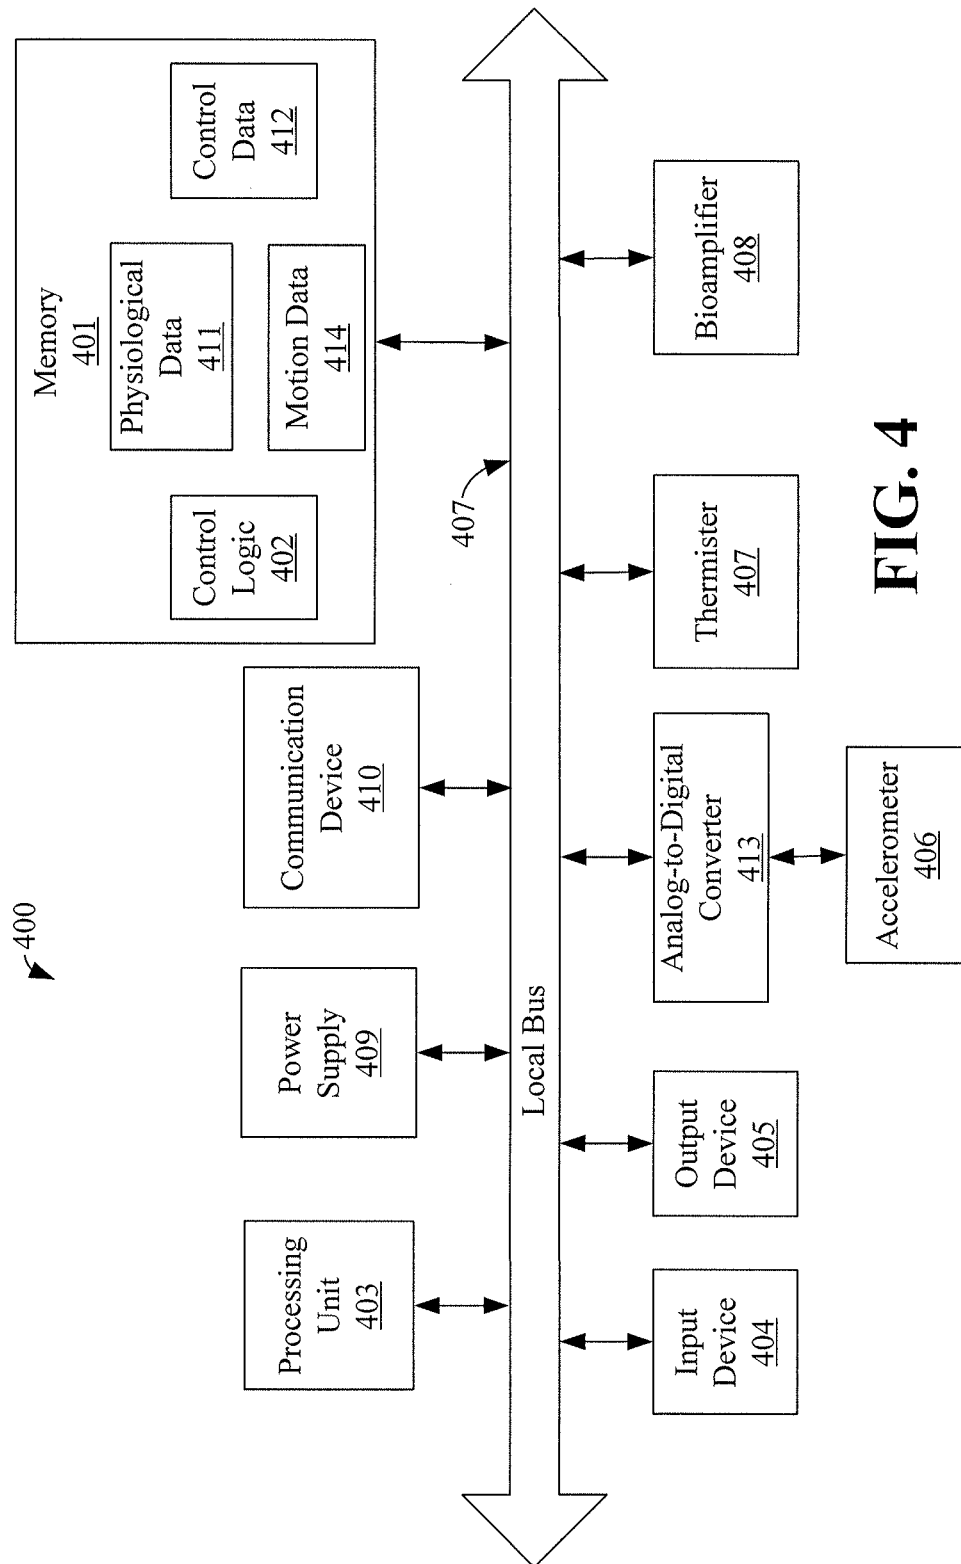 400
Memory
401
Control
Logic
402
Physiological
Data
411
Motion Data
414
Control
Data
412
Processing
Unit
403
Power
Supply
409
Communication
Device
410
407
Local Bus
Input
Device
404
Output
Device
405
Analog-to-Digital
Converter
413
Accelerometer
406
Thermister
407
Bioamplifier
408
FIG. 4